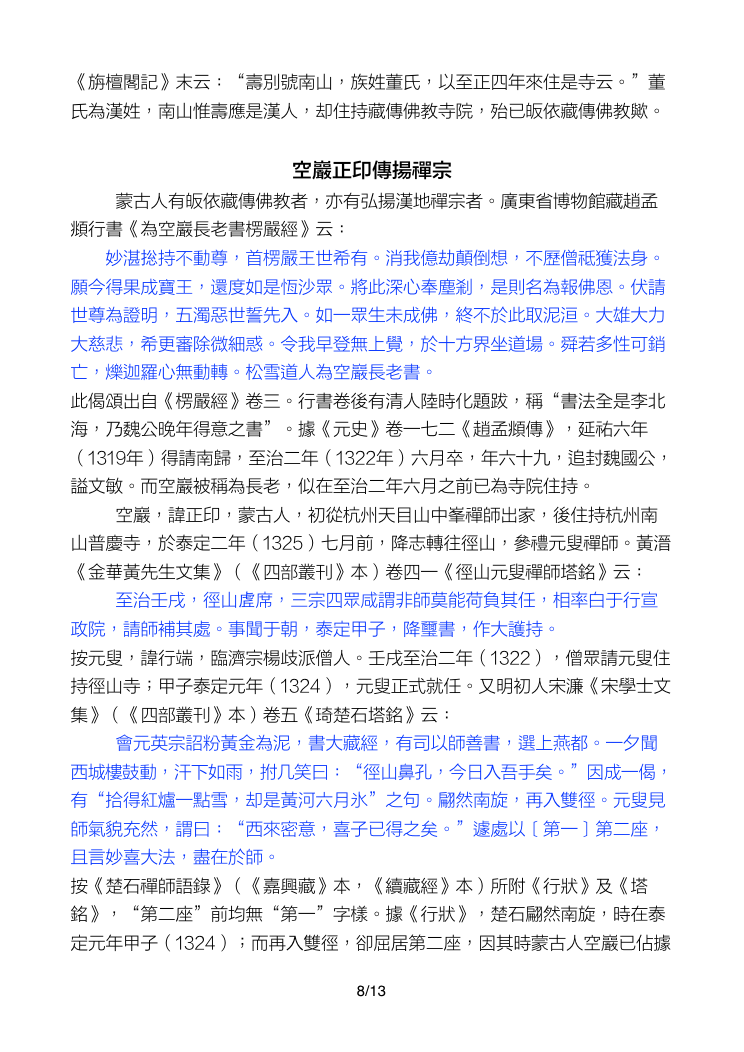 《旃檀閣記》末云：“壽別號南山，族姓董氏，以至正四年來住是寺云。”董
氏為漢姓，南山惟壽應是漢人，却住持藏傳佛教寺院，殆已皈依藏傳佛教歟。
空巖正印傳揚禪宗
蒙古人有皈依藏傳佛教者，亦有弘揚漢地禪宗者。廣東省博物館藏趙孟
頫行書《為空巖長老書楞嚴經》云：
妙湛捴持不動尊，首楞嚴王世希有。消我億劫顛倒想，不歷僧祗獲法身。
願今得果成寶王，還度如是恆沙眾。將此深心奉塵剎，是則名為報佛恩。伏請
世尊為證明，五濁惡世誓先入。如一眾生未成佛，終不於此取泥洹。大雄大力
大慈悲，希更審除微細惑。令我早登無上覺，於十方界坐道場。舜若多性可銷
亡，爍迦羅心無動轉。松雪道人為空巖長老書。
此偈頌出自《楞嚴經》卷三。行書卷後有清人陸時化題跋，稱“書法全是李北
海，乃魏公晚年得意之書”。據《元史》卷一七二《趙孟頫傳》，延祐六年
（1319年）得請南歸，至治二年（1322年）六月卒，年六十九，追封魏國公，
謚文敏。而空巖被稱為長老，似在至治二年六月之前已為寺院住持。
空巖，諱正印，蒙古人，初從杭州天目山中峯禪師出家，後住持杭州南
山普慶寺，於泰定二年（1325）七月前，降志轉往徑山，參禮元叟禪師。黃溍
《金華黃先生文集》（《四部叢刊》本）卷四一《徑山元叟禪師塔銘》云：
至治壬戌，徑山虛席，三宗四眾咸謂非師莫能荷負其任，相率白于行宣
政院，請師補其處。事聞于朝，泰定甲子，降璽書，作大護持。
按元叟，諱行端，臨濟宗楊歧派僧人。壬戌至治二年（1322），僧眾請元叟住
持徑山寺；甲子泰定元年（1324），元叟正式就任。又明初人宋濂《宋學士文
集》（《四部叢刊》本）卷五《琦楚石塔銘》云：
會元英宗詔粉黃金為泥，書大藏經，有司以師善書，選上燕都。一夕聞
西城樓鼓動，汗下如雨，拊几笑曰：“徑山鼻孔，今日入吾手矣。”因成一偈，
有“拾得紅爐一點雪，却是黃河六月氷”之句。翩然南旋，再入雙徑。元叟見
師氣貌充然，謂曰：“西來密意，喜子已得之矣。”遽處以［第一］第二座，
且言妙喜大法，盡在於師。
按《楚石禪師語錄》（《嘉興藏》本，《續藏經》本）所附《行狀》及《塔
銘》，“第二座”前均無“第一”字樣。據《行狀》，楚石翩然南旋，時在泰
定元年甲子（1324）；而再入雙徑，卻屈居第二座，因其時蒙古人空巖已佔據
8/13